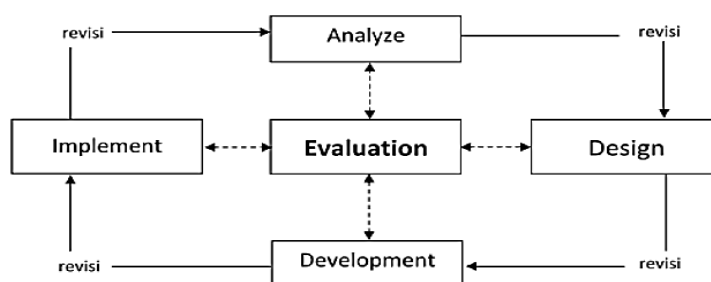 revisi
Analyze
revisi
Implement
Evaluation
Design
revisi
Development
revisi